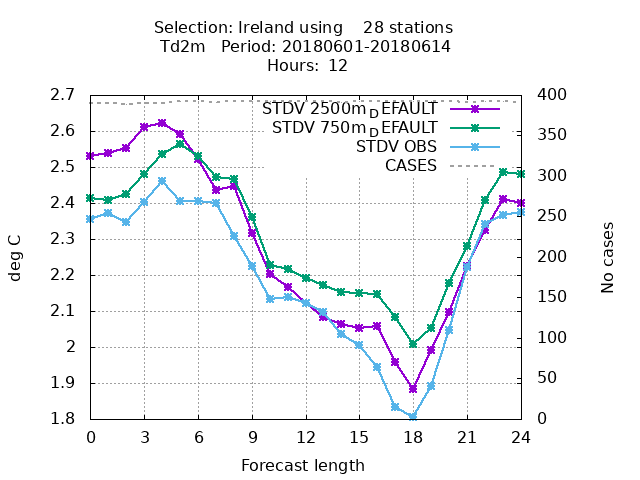 Selection: Ireland using 28 stations
Td2m Period: 20180601-20180614
Hours: 12
2.7
2.6
2.5
2.4
2.3
2.2
2.1
2
1.9
1.8
deg C
STDV 2500mDEFAULT
STDV 750mDEFAULT
STDV OBS
CASES
400
350
300
250
200
150
100
50
0
No cases
0 3 6 9 12 15 18 21 24
Forecast length